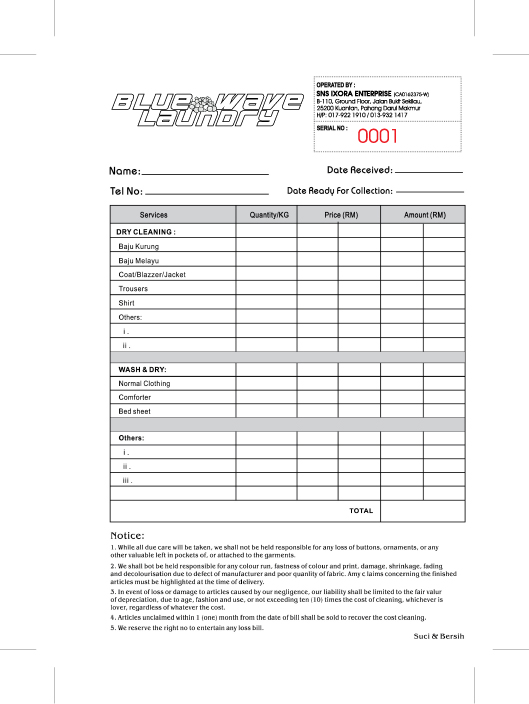 BLUE WAVE
LAUNDRY
OPERATED BY :
SNS IXORA ENTERPRISE (CA0162375-W)
B-110, Ground Floor, Jalan Bukit Sekilau,
25200 Kuantan, Pahang Darul Makmur
H/P: 017-922 1910 / 013-932 1417
SERIAL NO :
0001
Name:
Date Received:
Tel No:
Date Ready For Collection:
Services Quantity/KG Price (RM) Amount (RM)
DRY CLEANING :
Baju Kurung
Baju Melayu
Coat/Blazzer/Jacket
Trousers
Shirt
Others:
i .
ii .
WASH & DRY:
Normal Clothing
Comforter
Bed sheet
Others:
i .
ii .
iii .
TOTAL
Notice:
1. While all due care will be taken, we shall not be held responsible for any loss of buttons, ornaments, or any
other valuable left in pockets of, or attached to the garments.
2. We shall bot be held responsible for any colour run, fastness of colour and print, damage, shrinkage, fading
and decolourisation due to defect of manufacturer and poor quantity of fabric. Amy c laims concerning the finished
articles must be highlighted at the time of delivery.
3. In event of loss or damage to articles caused by our negligence, our liability shall be limited to the fair valur
of depreciation, due to age, fashion and use, or not exceeding ten (10) times the cost of cleaning, whichever is
lover, regardless of whatever the cost.
4. Articles unclaimed within 1 (one) month from the date of bill shall be sold to recover the cost cleaning.
5. We reserve the right no to entertain any loss bill.
Suci & Bersih